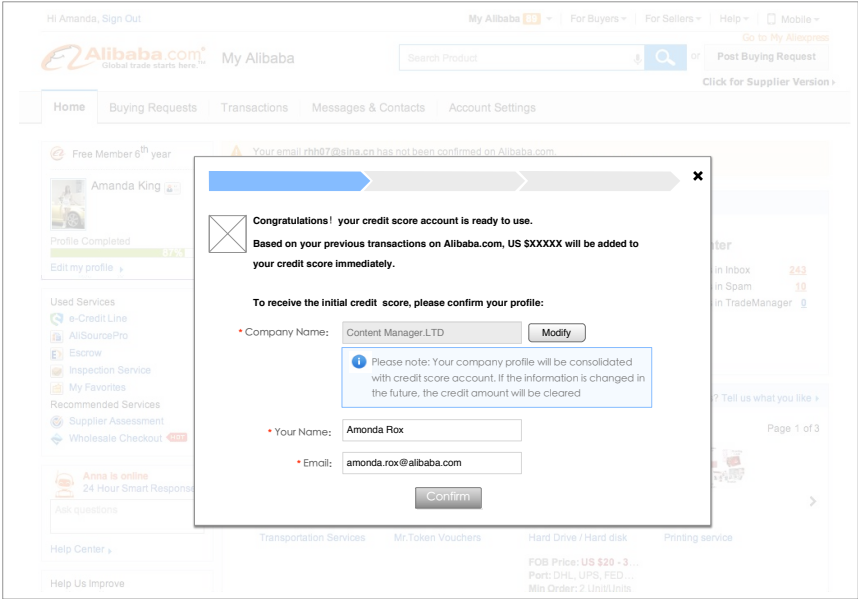 Hi Amanda, Sign Out
My Alibaba
For Buyers
For Sellers
Help
Mobile
Go to My Aliexpress
Alibaba.com
Global trade starts here.™
My Alibaba
Search Product
or
Post Buying Request
Click for Supplier Version
Home
Buying Requests
Transactions
Messages & Contacts
Account Settings
Free Member 6th year
Your email rhh07@sina.cn has not been confirmed on Alibaba.com.
Amanda King
Profile Completed
87%
Edit my profile
Used Services
e-Credit Line
AliSourcePro
Escrow
Inspection Service
My Favorites
Recommended Services
Supplier Assessment
Wholesale Checkout HOT
Anna is online
24 Hour Smart Response
Ask questions
Help Center
Help Us Improve
Congratulations! your credit score account is ready to use.
Based on your previous transactions on Alibaba.com, US $XXXXX will be added to
your credit score immediately.
To receive the initial credit score, please confirm your profile:
* Company Name:
Content Manager.LTD
Modify
Please note: Your company profile will be consolidated
with credit score account. If the information is changed in
the future, the credit amount will be cleared
* Your Name:
Amonda Rox
* Email:
amonda.rox@alibaba.com
Confirm
in Inbox 243
in Spam 10
in TradeManager 0
? Tell us what you like
Page 1 of 3
Transportation Services
Mr.Token Vouchers
Hard Drive / Hard disk
Printing service
FOB Price: US $20 - 3...
Port: DHL, UPS, FED...
Min Order: 2 Unit/Units